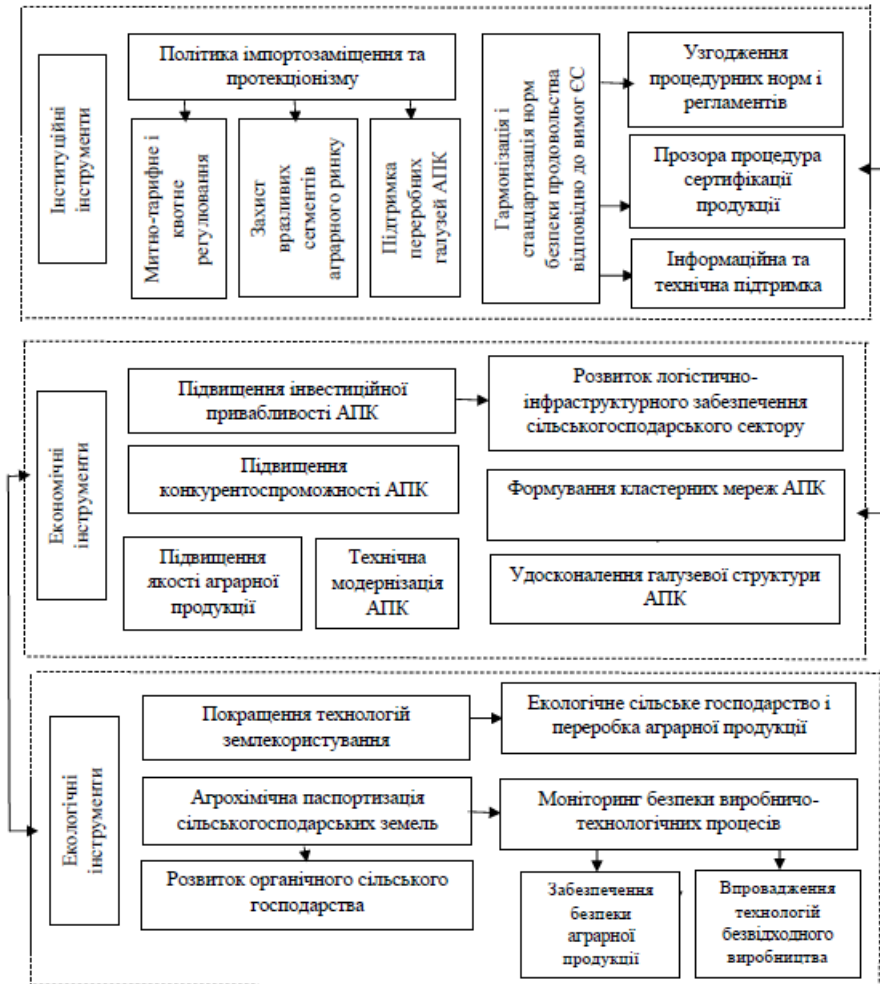 Інституційні
інструменти
Політика імпортозаміщення та
протекціонізму
Митно-тарифне і
квотне
регулювання
Захист
вразливих
сегментів
аграрного ринку
Підтримка
переробних
галузей АПК
Гармонізація і
стандартизація норм
безпеки продовольства
відповідно до вимог ЄС
Узгодження
процедурних норм і
регламентів
Прозора процедура
сертифікації
продукції
Інформаційна та
технічна підтримка
Економічні
інструменти
Підвищення інвестиційної
привабливості АПК
Розвиток логістично-
інфраструктурного забезпечення
сільськогосподарського сектору
Підвищення
конкурентоспроможності АПК
Формування кластерних мереж АПК
Підвищення
якості аграрної
продукції
Технічна
модернізація
АПК
Удосконалення галузевої структури
АПК
Екологічні
інструменти
Покращення технологій
землекористування
Екологічне сільське господарство і
переробка аграрної продукції
Агрохімічна паспортизація
сільськогосподарських земель
Моніторинг безпеки виробничо-
технологічних процесів
Розвиток органічного сільського
господарства
Забезпечення
безпеки
аграрної
продукції
Впровадження
технологій
безвідходного
виробництва